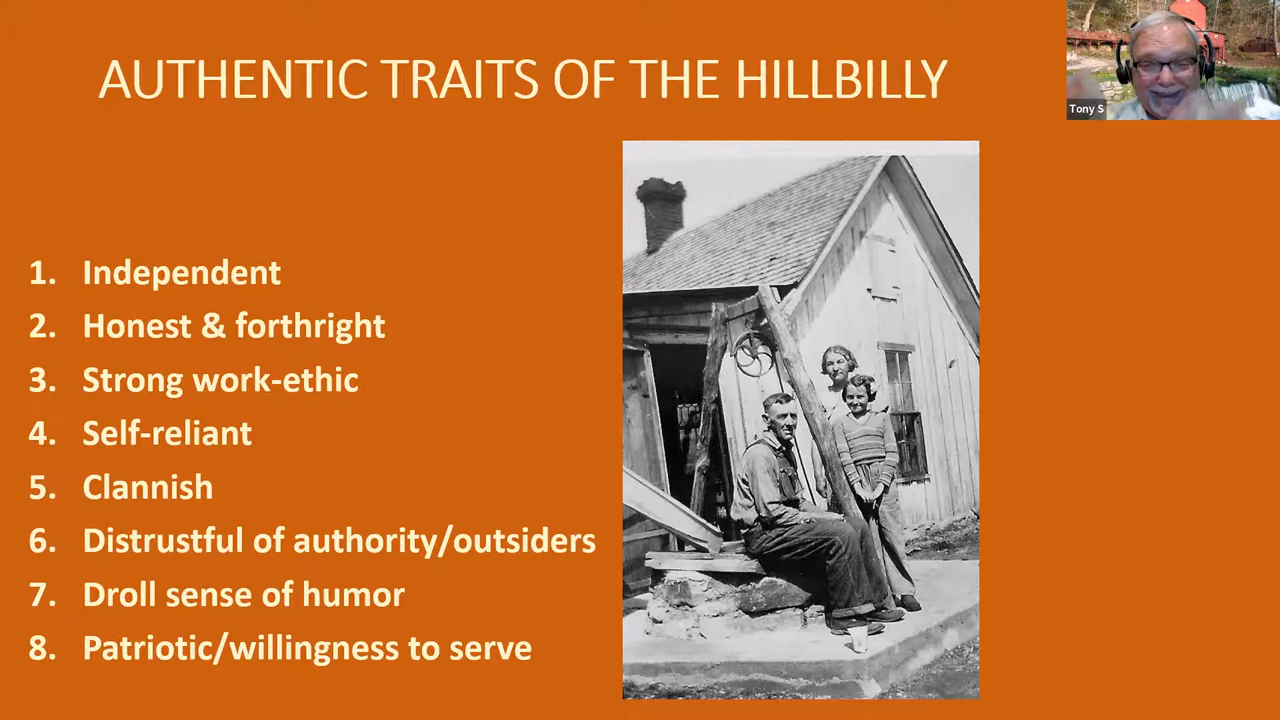 AUTHENTIC TRAITS OF THE HILLBILLY
Tony S
1. Independent
2. Honest & forthright
3. Strong work-ethic
4. Self-reliant
5. Clannish
6. Distrustful of authority/outsiders
7. Droll sense of humor
8. Patriotic/willingness to serve